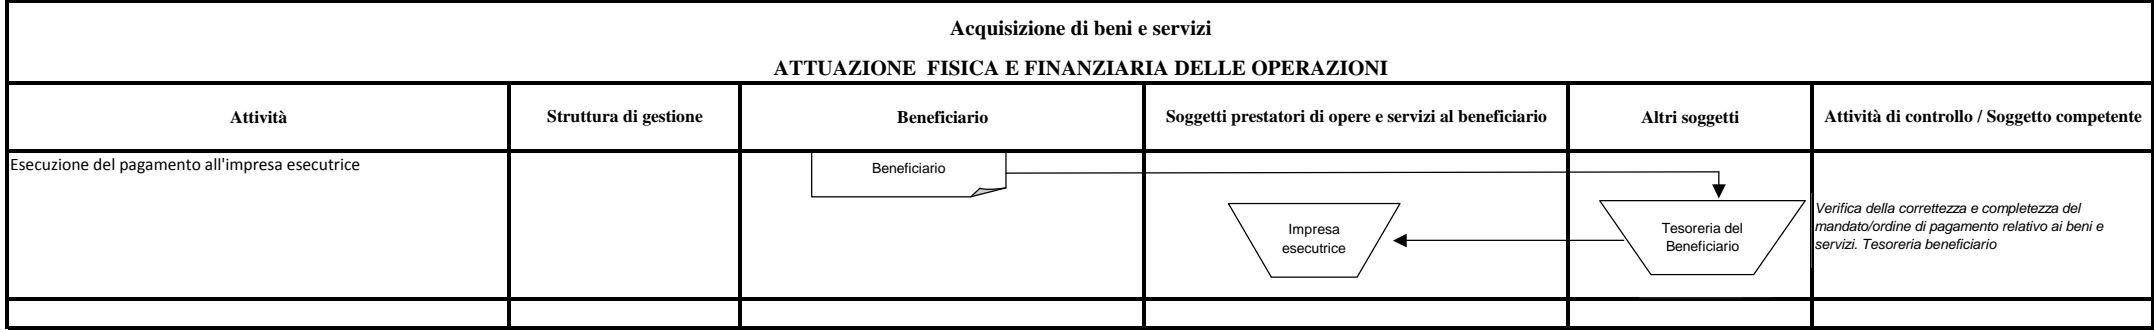 Acquisizione di beni e servizi
ATTUAZIONE FISICA E FINANZIARIA DELLE OPERAZIONI
Attività
Struttura di gestione
Beneficiario
Soggetti prestatori di opere e servizi al beneficiario
Altri soggetti
Attività di controllo / Soggetto competente
Esecuzione del pagamento all'impresa esecutrice
Beneficiario
Impresa
esecutrice
Tesoreria del
Beneficiario
Verifica della correttezza e completezza del
mandato/ordine di pagamento relativo ai beni e
servizi. Tesoreria beneficiario